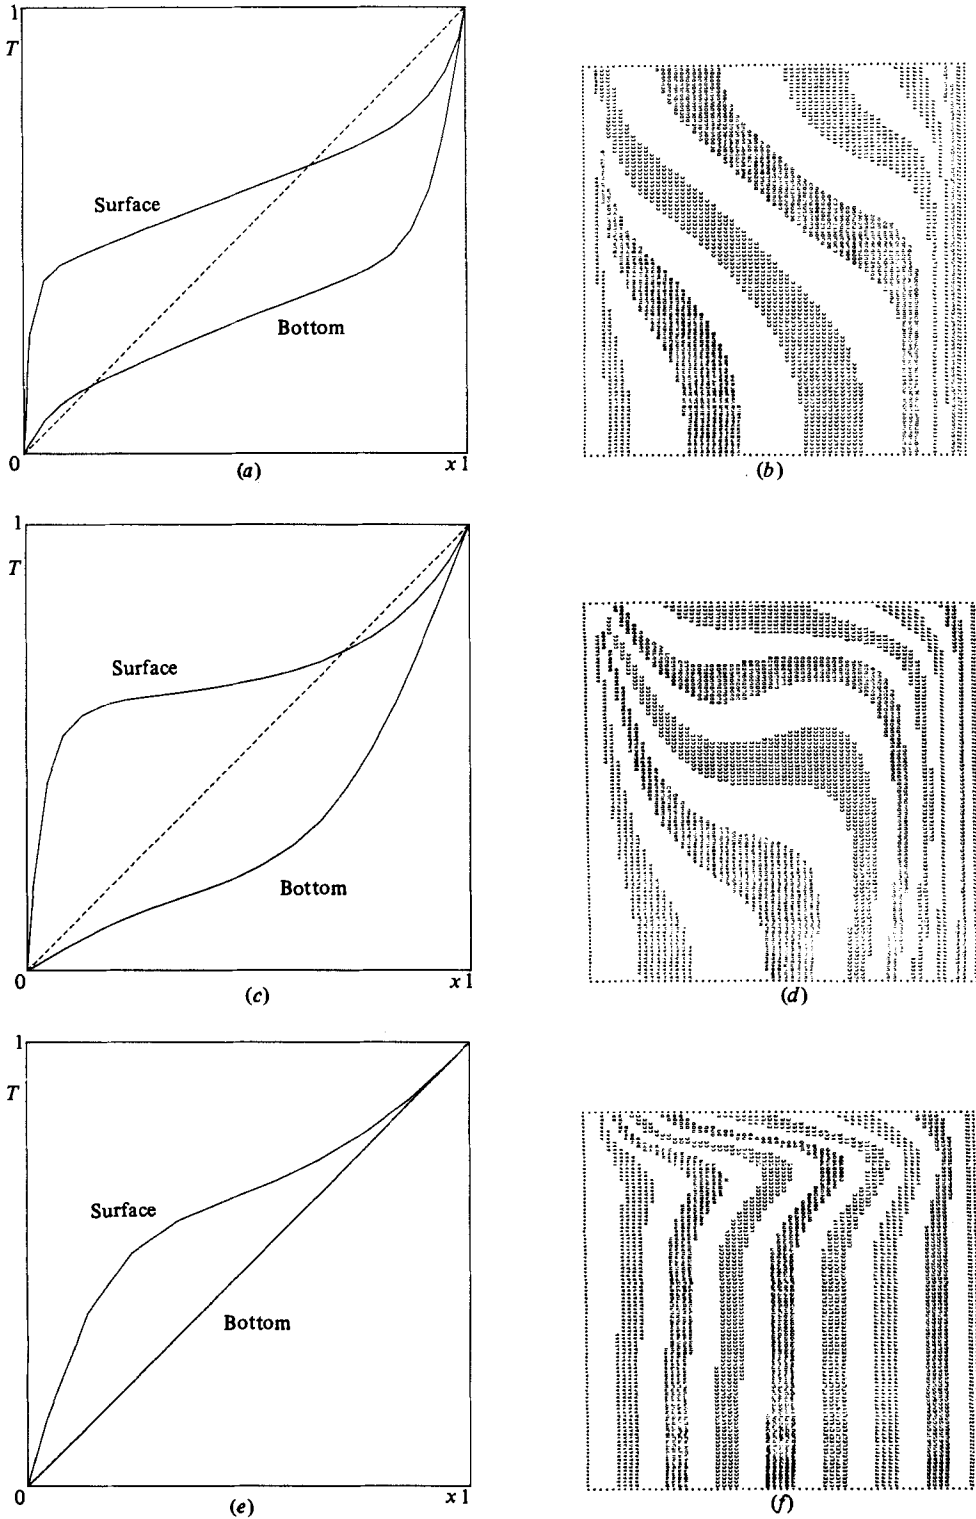 1
T
Surface
Bottom
0
x 1
(a)
(b)
1
T
Surface
Bottom
0
x 1
(c)
(d)
1
T
Surface
Bottom
0
x 1
(e)
(f)